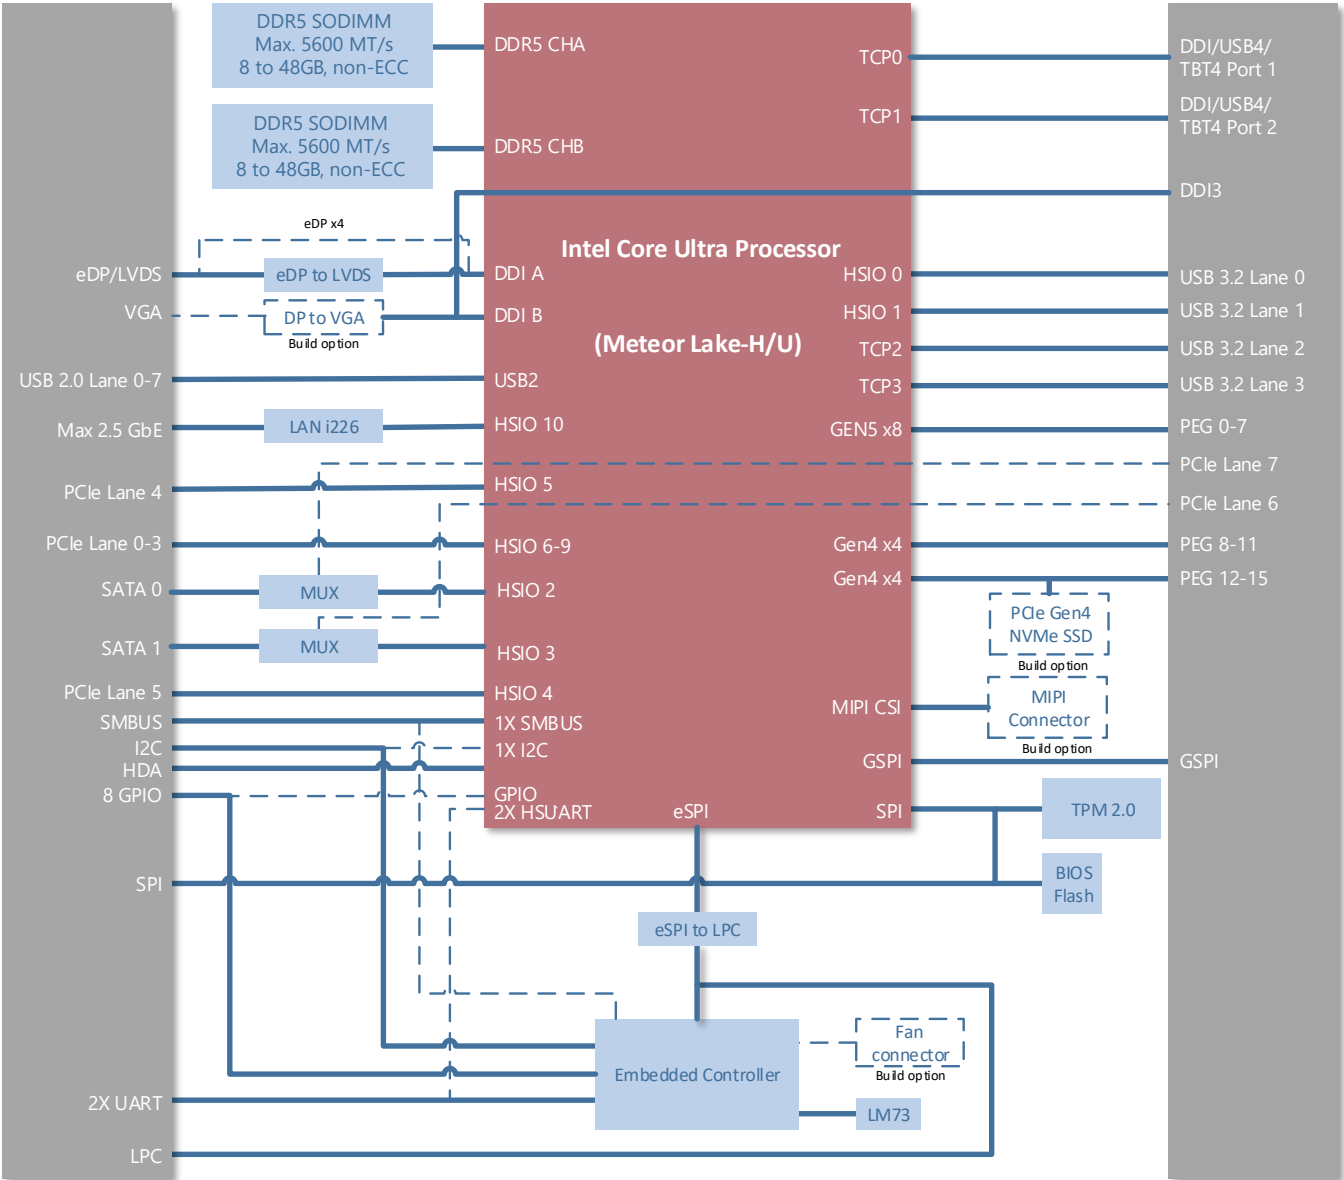 DDR5 SODIMM
Max. 5600 MT/s
8 to 48GB, non-ECC
DDR5 SODIMM
Max. 5600 MT/s
8 to 48GB, non-ECC
eDP x4
eDP/LVDS
eDP to LVDS
VGA
DP to VGA
Build option
USB 2.0 Lane 0-7
Max 2.5 GbE
LAN i226
PCIe Lane 4
PCIe Lane 0-3
SATA 0
MUX
SATA 1
MUX
PCIe Lane 5
SMBUS
I2C
HDA
8 GPIO
SPI
2X UART
LPC
DDR5 CHA
DDR5 CHB
Intel Core Ultra Processor
(Meteor Lake-H/U)
DDI A
DDI B
USB2
HSIO 10
HSIO 5
HSIO 6-9
HSIO 2
HSIO 3
HSIO 4
1X SMBUS
1X I2C
GPIO
2X HSUART
eSPI
TCP0
TCP1
HSIO 0
HSIO 1
TCP2
TCP3
GEN5 x8
Gen4 x4
Gen4 x4
MIPI CSI
GSPI
SPI
DDI/USB4/
TBT4 Port 1
DDI/USB4/
TBT4 Port 2
DDI3
USB 3.2 Lane 0
USB 3.2 Lane 1
USB 3.2 Lane 2
USB 3.2 Lane 3
PEG 0-7
PCIe Lane 7
PCIe Lane 6
PEG 8-11
PEG 12-15
PCIe Gen4
NVMe SSD
Build option
MIPI
Connector
Build option
GSPI
TPM 2.0
BIOS
Flash
eSPI to LPC
Embedded Controller
Fan
connector
Build option
LM73